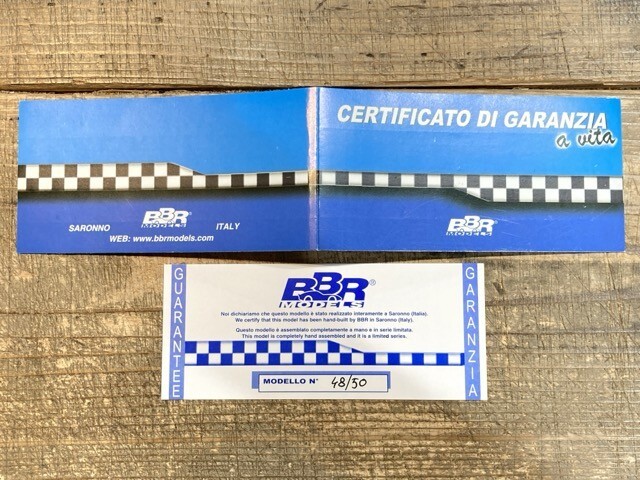 CERTIFICATO DI GARANZIA
a vita
BBR®
MODELS
SARONNO
ITALY
WEB: www.bbrmodels.com
BBR®
MODELS
GUARANTEE
BBR®
MODELS
Noi dichiariamo che questo modello è stato realizzato interamente a Saronno (Italia).
We certify that this model has been hand-built by BBR in Saronno (Italy).
Questo modello è assemblato completamente a mano e in serie limitata.
This model is completely hand assembled and it is a limited series.
MODELLO N° 48/50
GARANZIA